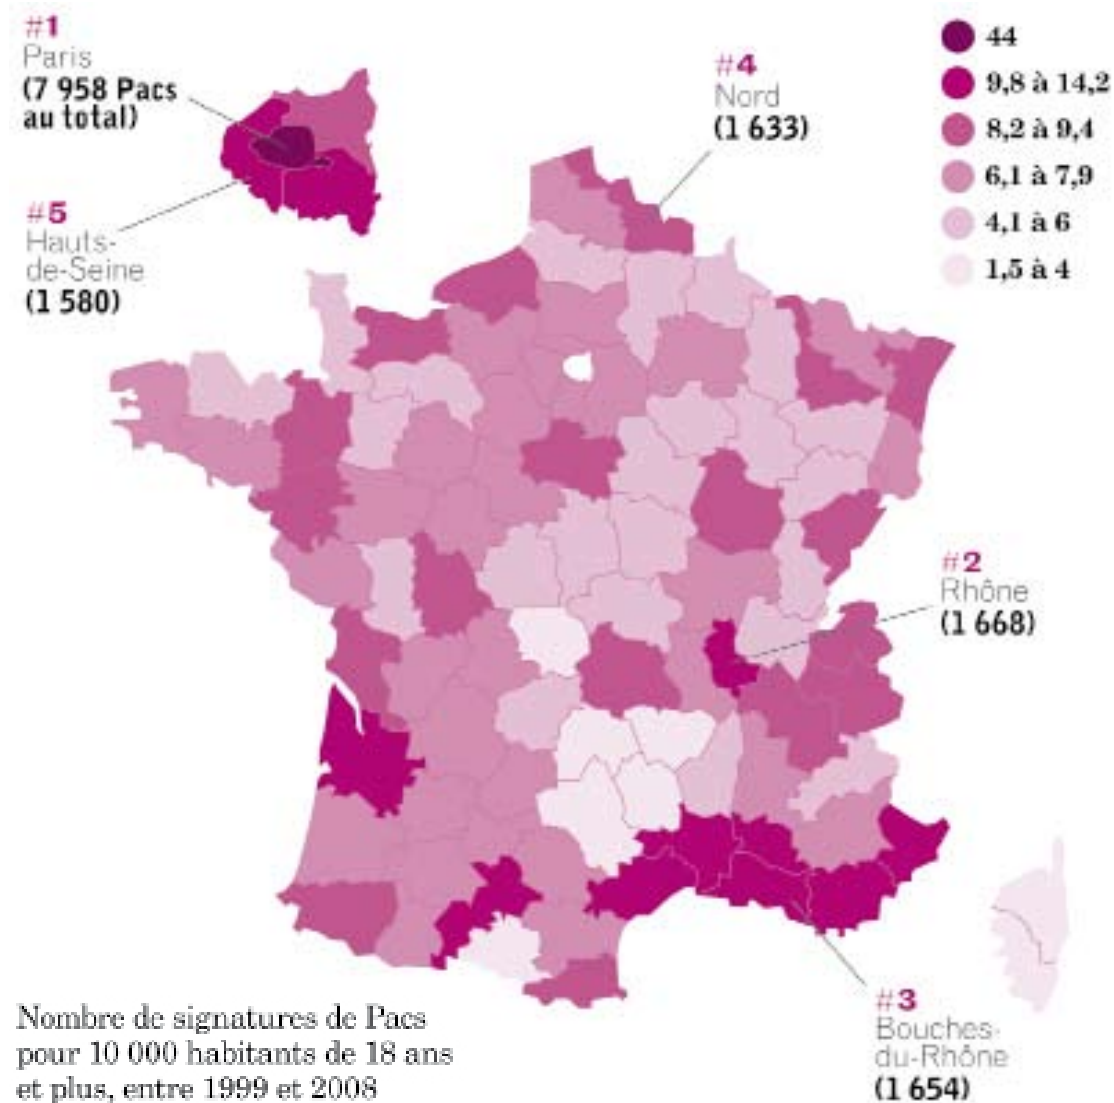 #1
Paris
(7 958 Pacs
au total)
#5
Hauts-
de-Seine
(1 580)
#4
Nord
(1 633)
44
9,8 à 14,2
8,2 à 9,4
6,1 à 7,9
4,1 à 6
1,5 à 4
#2
Rhône
(1 668)
#3
Bouches-
du-Rhône
(1 654)
Nombre de signatures de Pacs
pour 10 000 habitants de 18 ans
et plus, entre 1999 et 2008